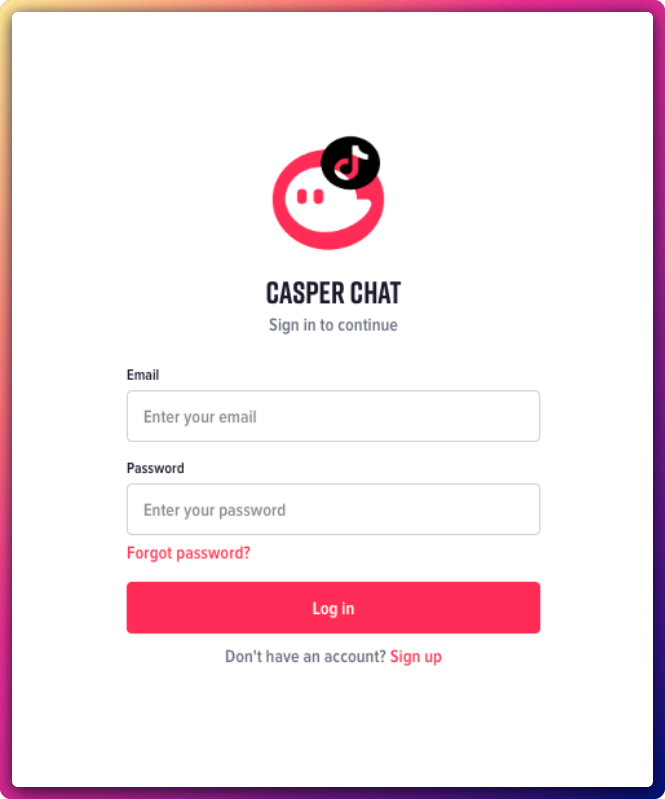 CASPER CHAT
Sign in to continue
Email
Enter your email
Password
Enter your password
Forgot password?
Log in
Don't have an account? Sign up